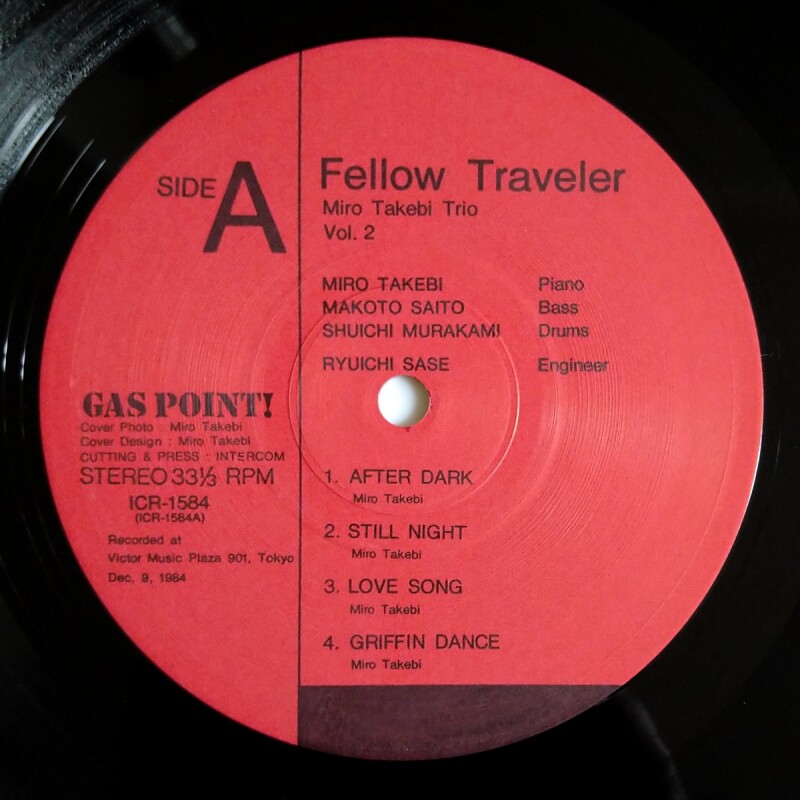 SIDE A
Fellow Traveler
Miro Takebi Trio
Vol. 2
MIRO TAKEBI Piano
MAKOTO SAITO Bass
SHUICHI MURAKAMI Drums
RYUICHI SASE Engineer
GAS POINT!
Cover Photo : Miro Takebi
Cover Design : Miro Takebi
CUTTING & PRESS : INTERCOM
STEREO 33⅓ RPM
ICR-1584
(ICR-1584A)
Recorded at
Victor Music Plaza 901, Tokyo
Dec, 9, 1984
1. AFTER DARK
Miro Takebi
2. STILL NIGHT
Miro Takebi
3. LOVE SONG
Miro Takebi
4. GRIFFIN DANCE
Miro Takebi